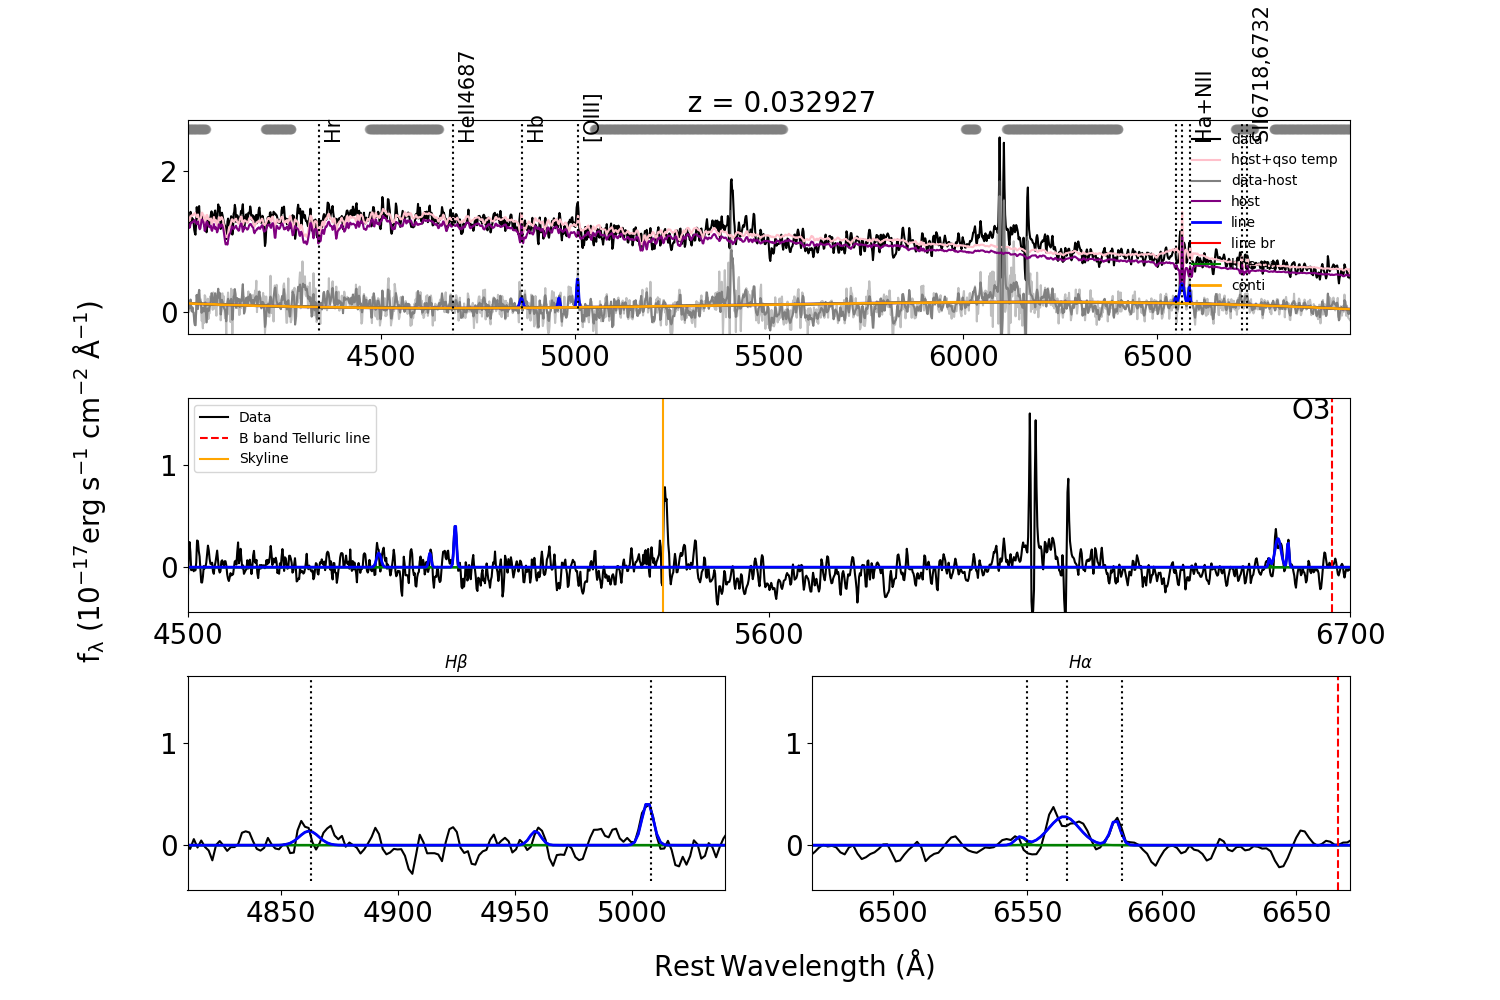 z = 0.032927
Hr
HeII4687
Hb
[OIII]
Ha+NII
SII6718,6732
data
host+qso temp
data-host
host
line
line br
conti
2
0
4500
5000
5500
6000
6500
fλ (10⁻¹⁷erg s⁻¹ cm⁻² Å⁻¹)
Data
B band Telluric line
Skyline
O3
1
0
4500
5600
6700
Hβ
1
0
4850
4900
4950
5000
Hα
1
0
6500
6550
6600
6650
Rest Wavelength (Å)